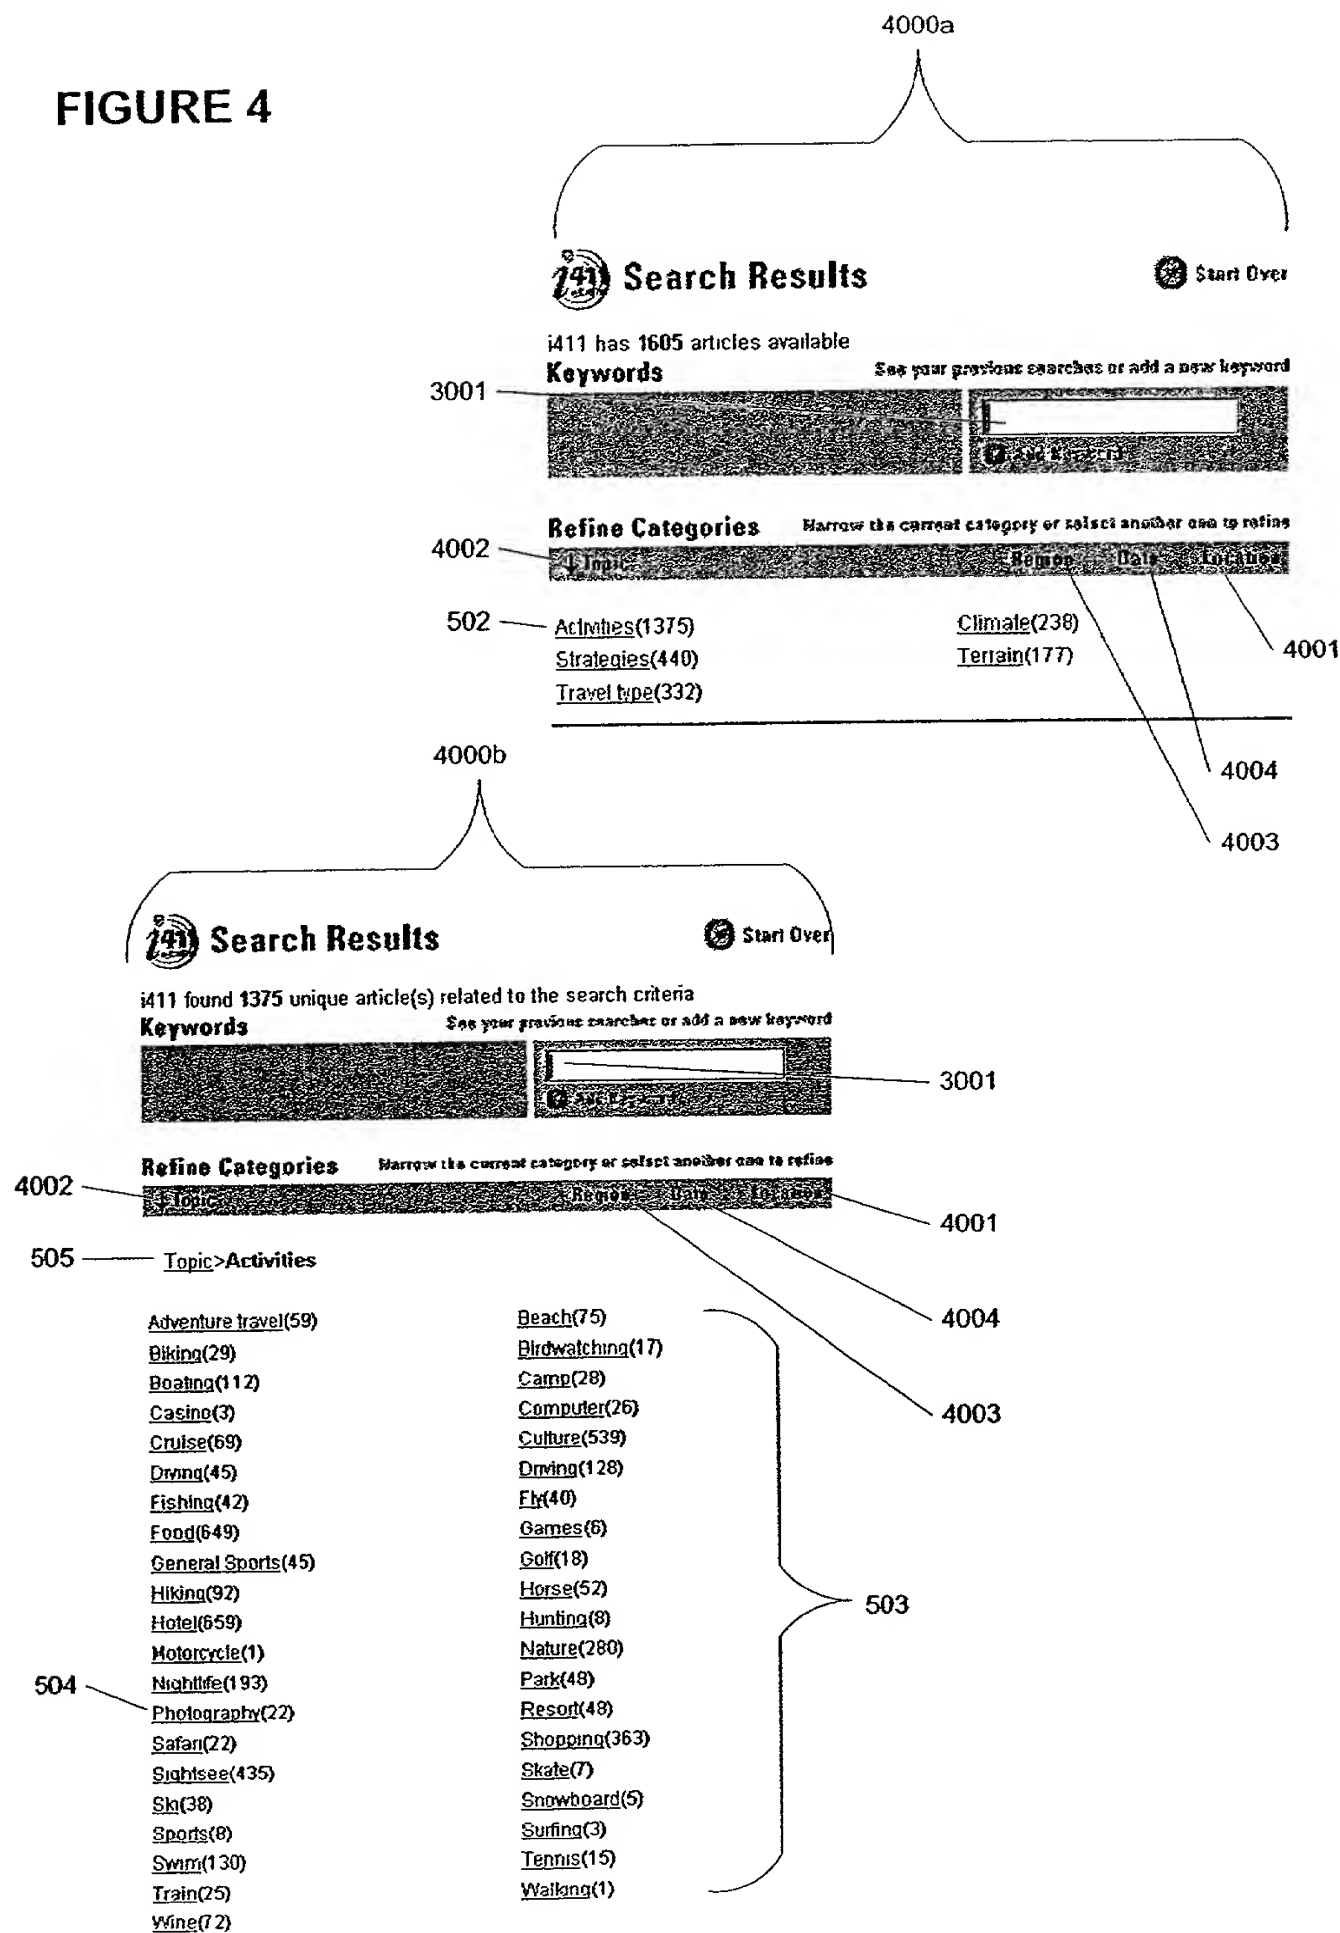 4000a
FIGURE 4
i411 Search Results Start Over
i411 has 1605 articles available
Keywords See your previous searches or add a new keyword
3001
Add Keyword
Refine Categories Narrow the current category or select another one to refine
4002 ↓ Topic Region Date Location
502 Activities(1375) Climate(238)
4001
Strategies(440) Terrain(177)
Travel type(332)
4000b
4004
4003
i411 Search Results Start Over
i411 found 1375 unique article(s) related to the search criteria
Keywords See your previous searches or add a new keyword
3001
Add Keyword
Refine Categories Narrow the current category or select another one to refine
4002 ↓ Topic Region Date Location
4001
505 Topic>Activities
Adventure travel(59) Beach(75)
4004
Biking(29) Birdwatching(17)
Boating(112) Camp(28)
Casino(3) Computer(26)
4003
Cruise(69) Culture(539)
Diving(45) Driving(128)
Fishing(42) Fly(40)
Food(649) Games(6)
General Sports(45) Golf(18)
Hiking(92) Horse(52)
503
Hotel(659) Hunting(8)
Motorcycle(1) Nature(280)
504 Nightlife(193) Park(48)
Photography(22) Resort(48)
Safari(22) Shopping(363)
Sightsee(435) Skate(7)
Ski(38) Snowboard(5)
Sports(8) Surfing(3)
Swim(130) Tennis(15)
Train(25) Walking(1)
Wine(72)